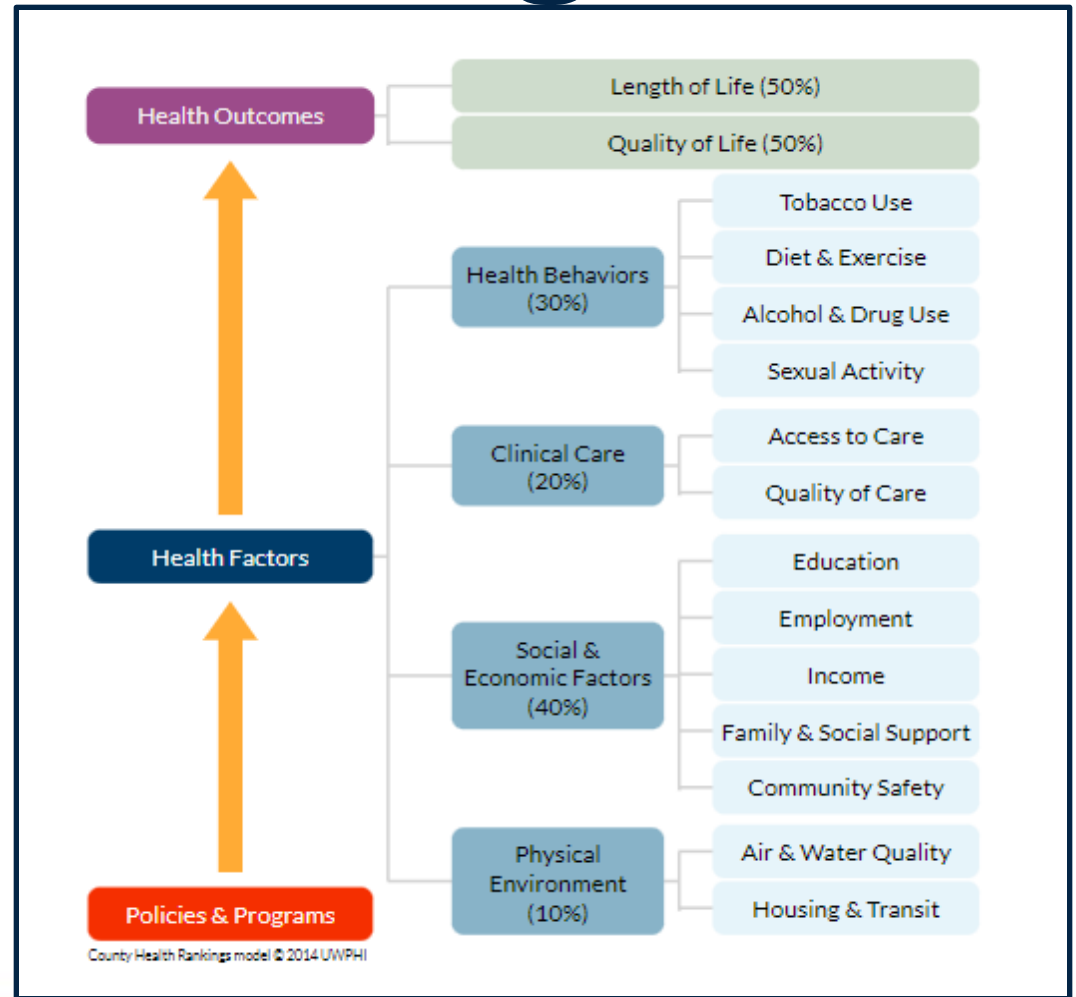 Health Outcomes
Length of Life (50%)
Quality of Life (50%)
Health Behaviors
(30%)
Tobacco Use
Diet & Exercise
Alcohol & Drug Use
Sexual Activity
Clinical Care
(20%)
Access to Care
Quality of Care
Health Factors
Social &
Economic Factors
(40%)
Education
Employment
Income
Family & Social Support
Community Safety
Physical
Environment
(10%)
Air & Water Quality
Housing & Transit
Policies & Programs
County Health Rankings model © 2014 UWPHI